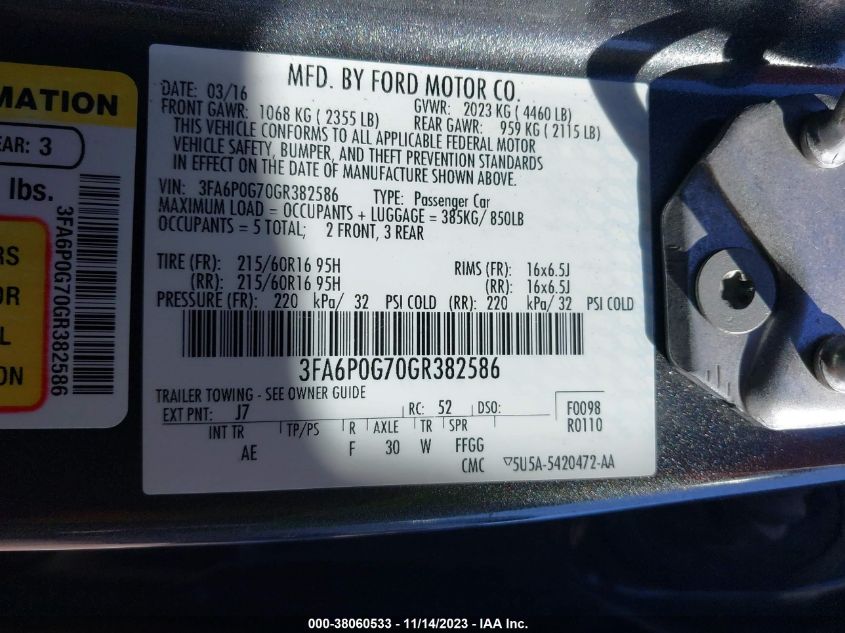 MATION
EAR: 3
lbs.
RS
OR
L
ON
3FA6P0G70GR382586
MFD. BY FORD MOTOR CO.
DATE: 03/16
FRONT GAWR: 1068 KG ( 2355 LB)
GVWR: 2023 KG ( 4460 LB)
REAR GAWR: 959 KG ( 2115 LB)
THIS VEHICLE CONFORMS TO ALL APPLICABLE FEDERAL MOTOR
VEHICLE SAFETY, BUMPER, AND THEFT PREVENTION STANDARDS
IN EFFECT ON THE DATE OF MANUFACTURE SHOWN ABOVE.
VIN: 3FA6P0G70GR382586 TYPE: Passenger Car
MAXIMUM LOAD = OCCUPANTS + LUGGAGE = 385KG/ 850LB
OCCUPANTS = 5 TOTAL; 2 FRONT, 3 REAR
TIRE (FR): 215/60R16 95H RIMS (FR): 16x6.5J
(RR): 215/60R16 95H (RR): 16x6.5J
PRESSURE (FR): 220 kPa/ 32 PSI COLD (RR): 220 kPa/ 32 PSI COLD
3FA6P0G70GR382586
TRAILER TOWING - SEE OWNER GUIDE
EXT PNT: J7 RC: 52 DSO: F0098
INT TR TP/PS R AXLE TR SPR R0110
AE F 30 W FFGG
CMC ▽5U5A-5420472-AA
000-38060533 - 11/14/2023 - IAA Inc.